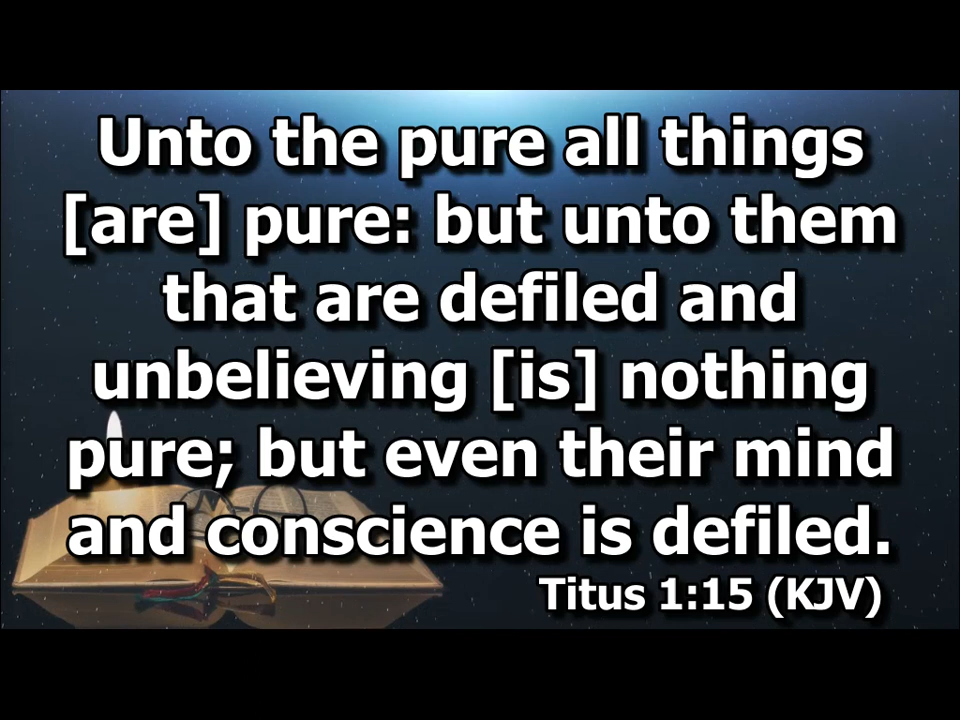 Unto the pure all things
[are] pure: but unto them
that are defiled and
unbelieving [is] nothing
pure; but even their mind
and conscience is defiled.
Titus 1:15 (KJV)